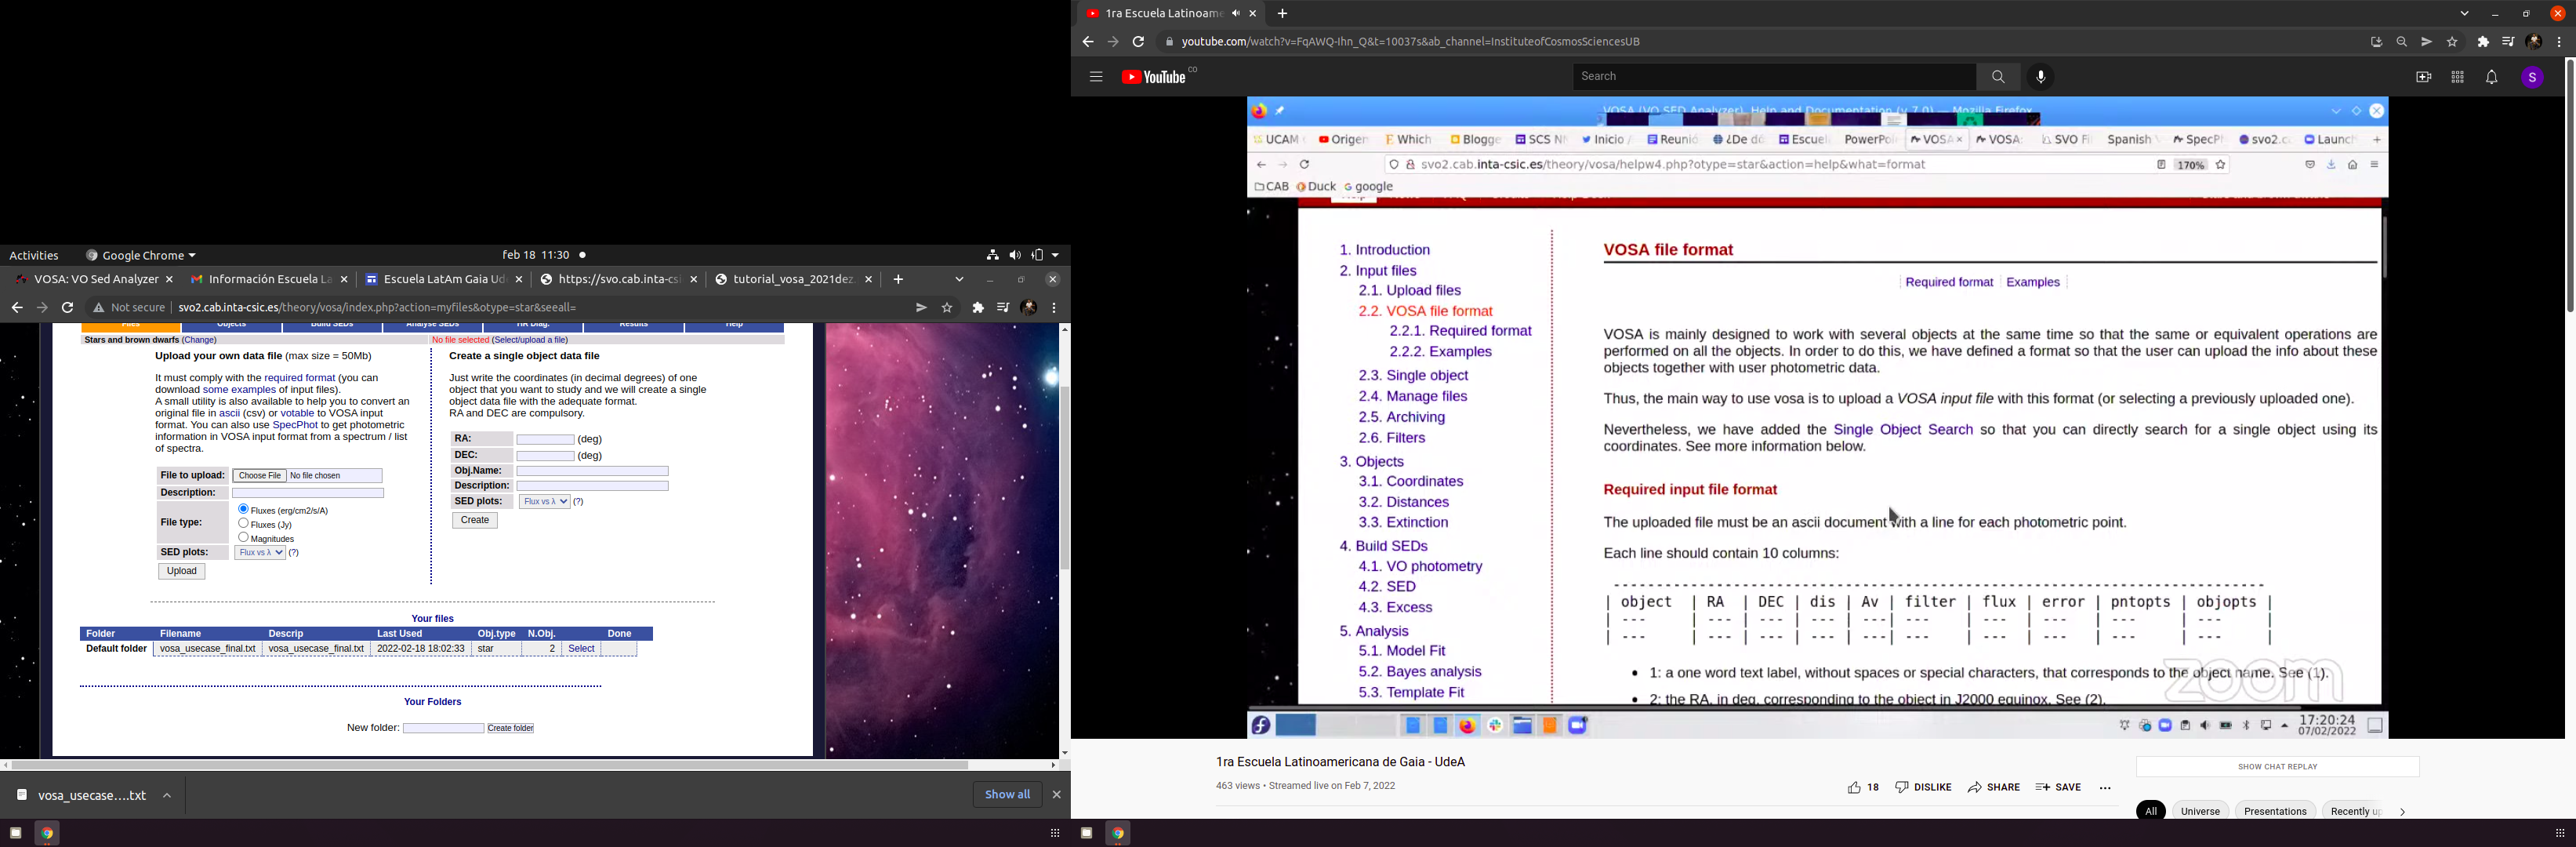 Activities
Google Chrome
feb 18 11:30
VOSA: VO Sed Analyzer
Información Escuela La
Escuela LatAm Gaia Ud
https://svo.cab.inta-csi
tutorial_vosa_2021dez
Not secure
svo2.cab.inta-csic.es/theory/vosa/index.php?action=myfiles&otype=star&seeall=
Files Objects Build SEDs Analyse SEDs HR Diag. Results Help
Stars and brown dwarfs (Change)
No file selected (Select/upload a file)
Upload your own data file (max size = 50Mb)
It must comply with the required format (you can
download some examples of input files).
A small utility is also available to help you to convert an
original file in ascii (csv) or votable to VOSA input
format. You can also use SpecPhot to get photometric
information in VOSA input format from a spectrum / list
of spectra.
File to upload: Choose File No file chosen
Description:
File type:
Fluxes (erg/cm2/s/A)
Fluxes (Jy)
Magnitudes
SED plots: Flux vs λ (?)
Upload
Create a single object data file
Just write the coordinates (in decimal degrees) of one
object that you want to study and we will create a single
object data file with the adequate format.
RA and DEC are compulsory.
RA: (deg)
DEC: (deg)
Obj.Name:
Description:
SED plots: Flux vs λ (?)
Create
Your files
Folder Filename Descrip Last Used Obj.type N.Obj. Done
Default folder vosa_usecase_final.txt vosa_usecase_final.txt 2022-02-18 18:02:33 star 2 Select
Your Folders
New folder: Create folder
vosa_usecase....txt
Show all
1ra Escuela Latinoame
youtube.com/watch?v=FqAWQ-Ihn_Q&t=10037s&ab_channel=InstituteofCosmosSciencesUB
YouTube CO
Search
S
VOSA (VO SED Analyzer). Help and Documentation (v 7.0) — Mozilla Firefox
UCAM
Origen
Which
Blogge
SCS N
Inicio /
Reunió
¿De dó
Escuel
PowerPoi
VOSA
VOSA:
SVO Fi
Spanish
SpecPh
svo2.ca
Launch
svo2.cab.inta-csic.es/theory/vosa/helpw4.php?otype=star&action=help&what=format
170%
CAB Duck google
1. Introduction
2. Input files
2.1. Upload files
2.2. VOSA file format
2.2.1. Required format
2.2.2. Examples
2.3. Single object
2.4. Manage files
2.5. Archiving
2.6. Filters
3. Objects
3.1. Coordinates
3.2. Distances
3.3. Extinction
4. Build SEDs
4.1. VO photometry
4.2. SED
4.3. Excess
5. Analysis
5.1. Model Fit
5.2. Bayes analysis
5.3. Template Fit
VOSA file format
Required format Examples
VOSA is mainly designed to work with several objects at the same time so that the same or equivalent operations are
performed on all the objects. In order to do this, we have defined a format so that the user can upload the info about these
objects together with user photometric data.
Thus, the main way to use vosa is to upload a VOSA input file with this format (or selecting a previously uploaded one).
Nevertheless, we have added the Single Object Search so that you can directly search for a single object using its
coordinates. See more information below.
Required input file format
The uploaded file must be an ascii document with a line for each photometric point.
Each line should contain 10 columns:
| object | RA | DEC | dis | Av | filter | flux | error | pntopts | objopts |
| --- | --- | --- | --- | ---| --- | --- | --- | --- | --- |
| --- | --- | --- | --- | ---| --- | --- | --- | --- | --- |
1: a one word text label, without spaces or special characters, that corresponds to the object name. See (1).
2: the RA, in deg, corresponding to the object in J2000 equinox. See (2).
zoom
17:20:24
07/02/2022
1ra Escuela Latinoamericana de Gaia - UdeA
463 views • Streamed live on Feb 7, 2022
18 DISLIKE SHARE SAVE
SHOW CHAT REPLAY
All Universe Presentations Recently up